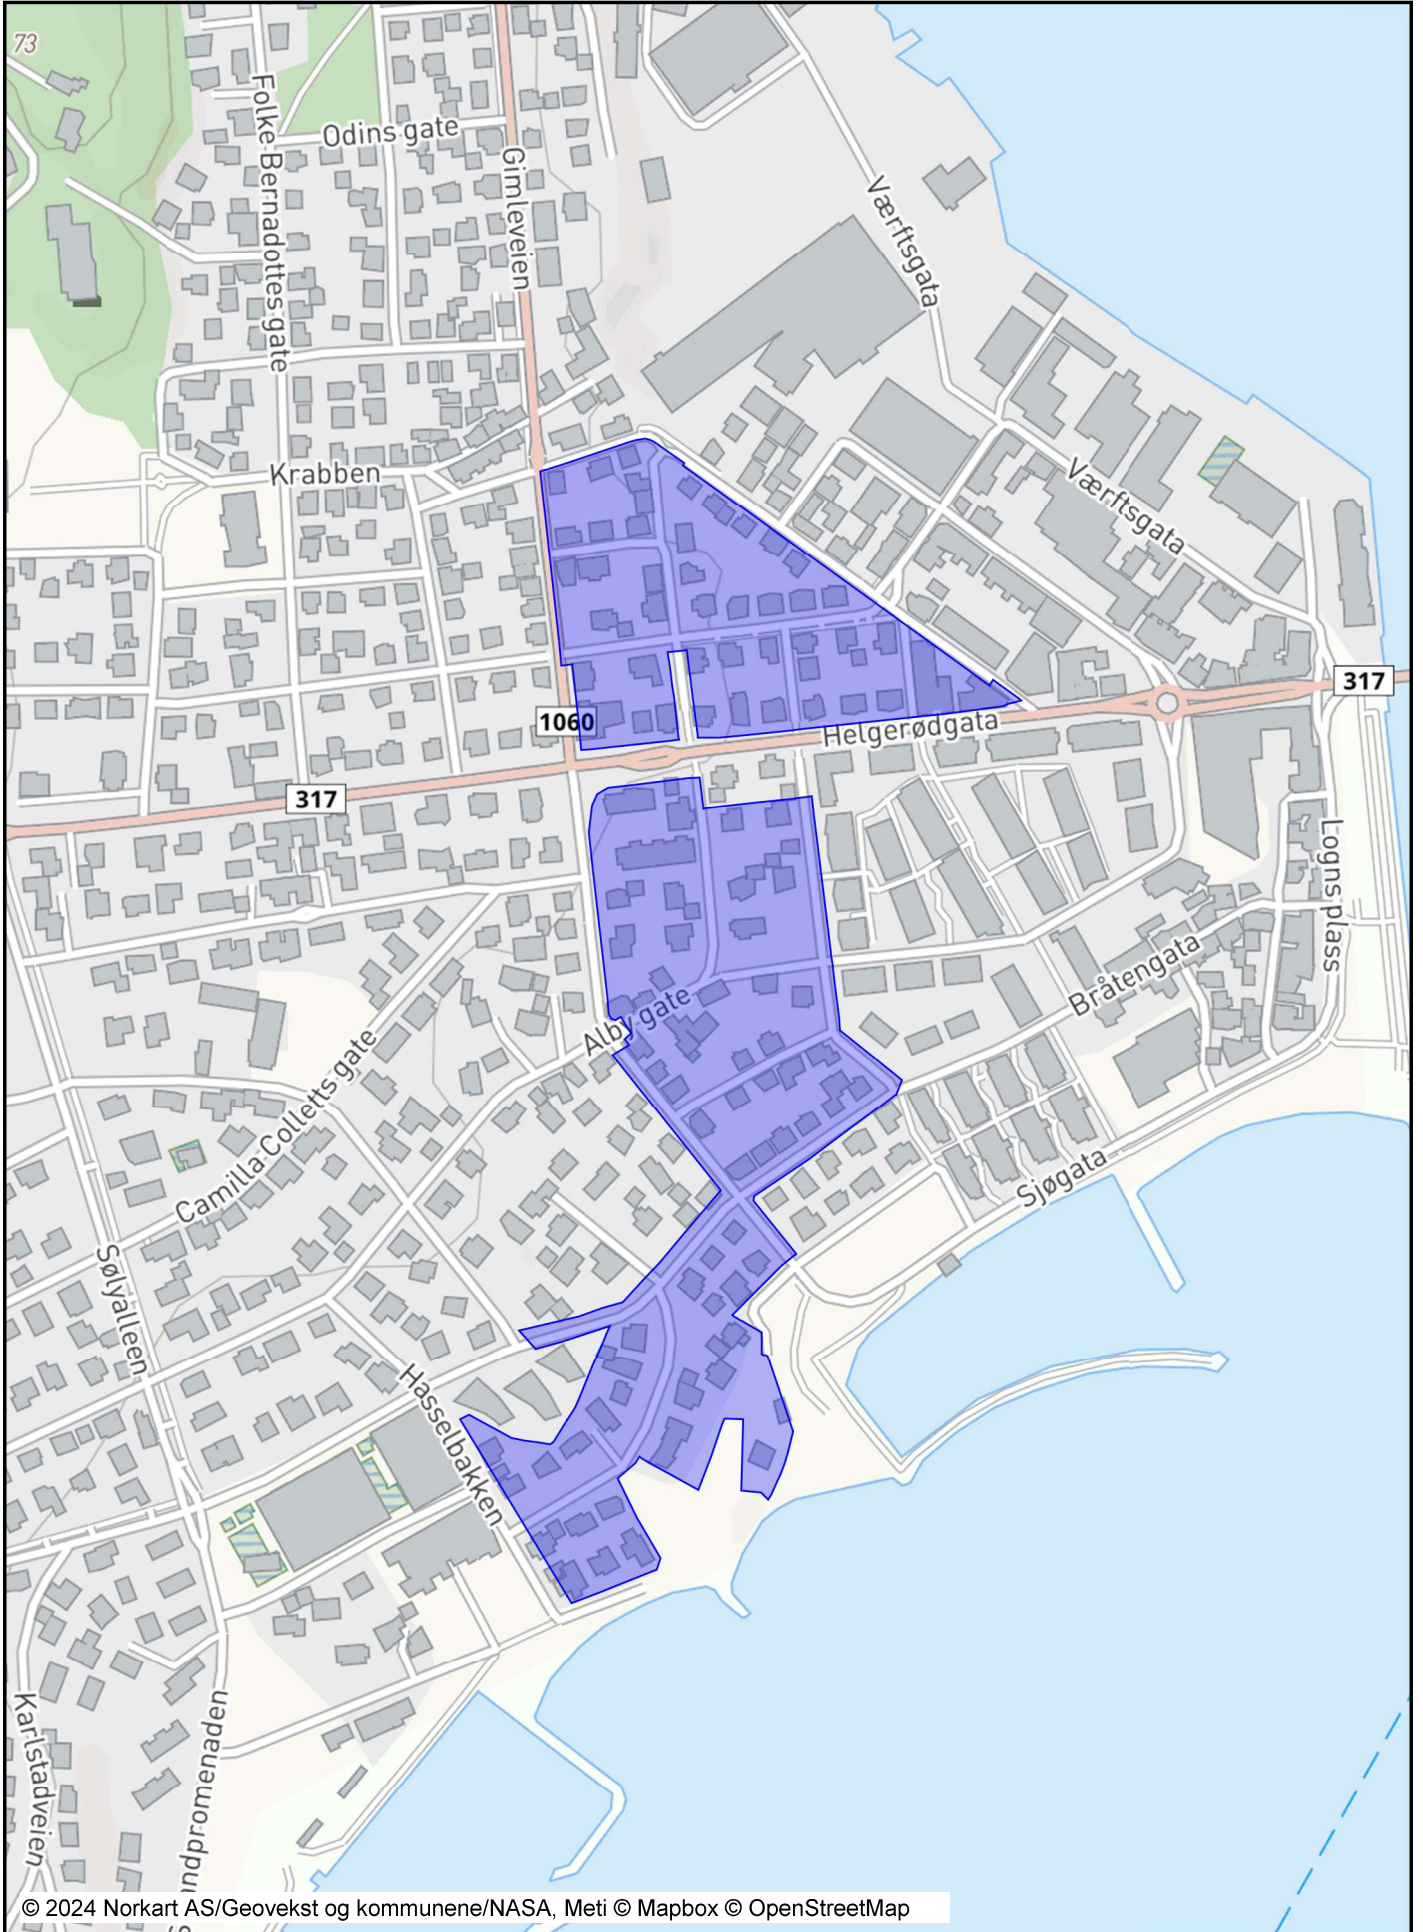 73
Folke Bernadottes gate
Odins gate
Gimleveien
Værftsgata
Krabben
Værftsgata
317
1060
Helgerødgata
317
Logns plass
Bråtengata
Alby gate
Camilla Colletts gate
Sjøgata
Sølyalleen
Hasselbakken
Karlstadveien
andpromenaden
© 2024 Norkart AS/Geovekst og kommunene/NASA, Meti © Mapbox © OpenStreetMap